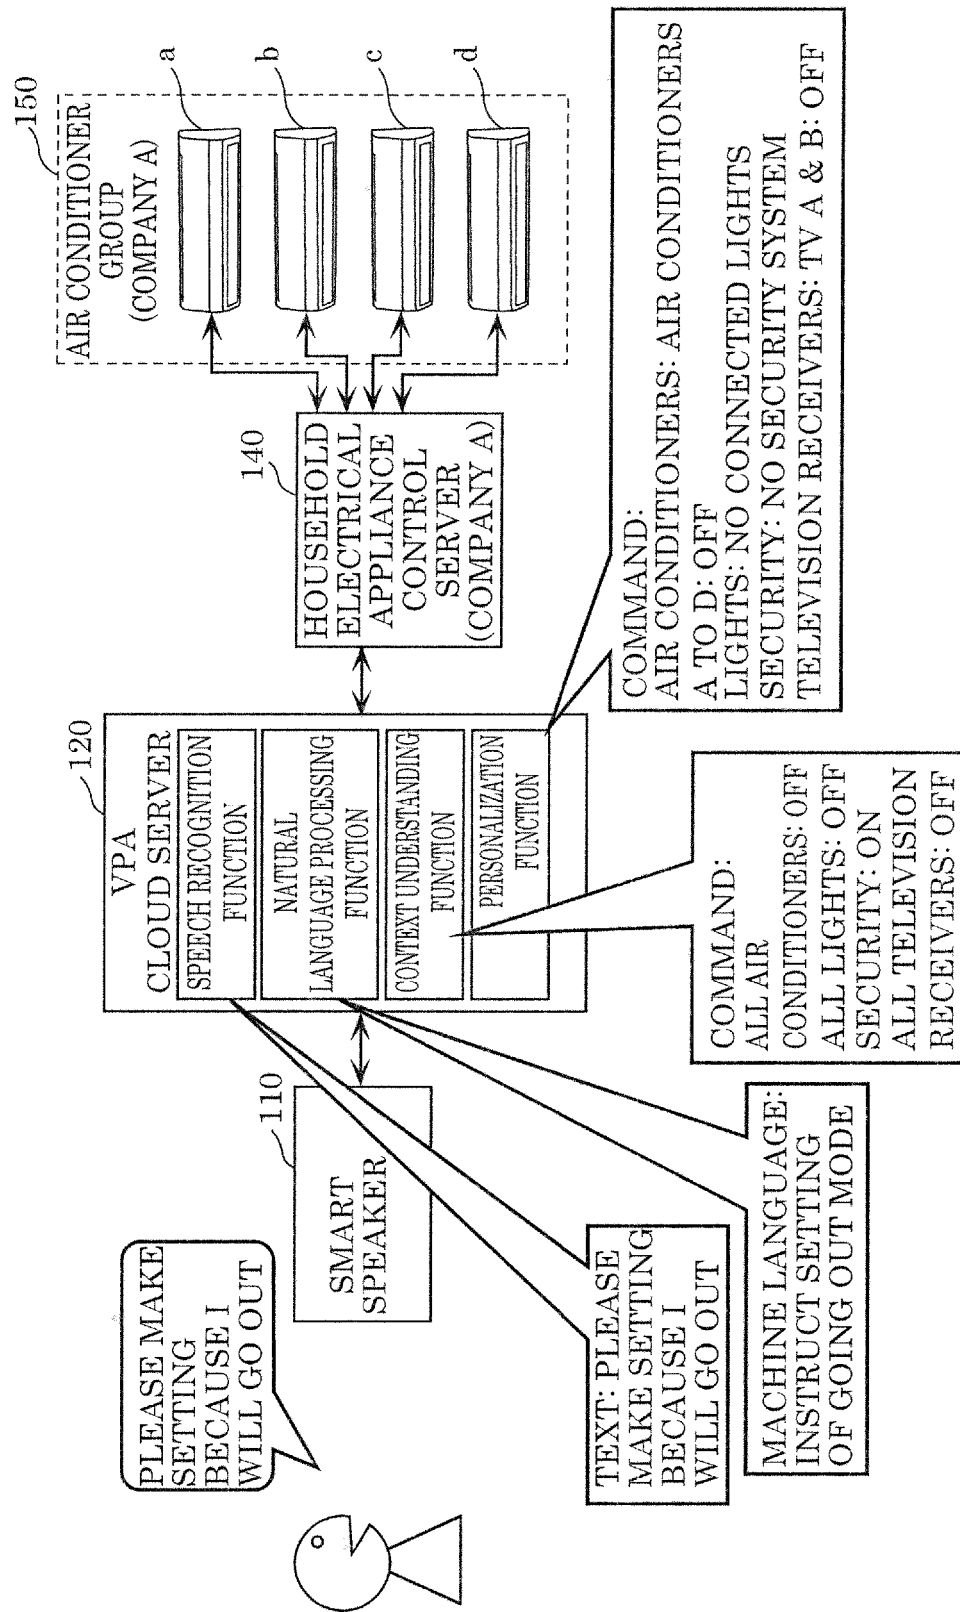 PLEASE MAKE
SETTING
BECAUSE I
WILL GO OUT
110
SMART
SPEAKER
120
VPA
CLOUD SERVER
SPEECH RECOGNITION
FUNCTION
NATURAL
LANGUAGE PROCESSING
FUNCTION
CONTEXT UNDERSTANDING
FUNCTION
PERSONALIZATION
FUNCTION
140
HOUSEHOLD
ELECTRICAL
APPLIANCE
CONTROL
SERVER
(COMPANY A)
150
AIR CONDITIONER
GROUP
(COMPANY A)
a
b
c
d
TEXT: PLEASE
MAKE SETTING
BECAUSE I
WILL GO OUT
MACHINE LANGUAGE:
INSTRUCT SETTING
OF GOING OUT MODE
COMMAND:
ALL AIR
CONDITIONERS: OFF
ALL LIGHTS: OFF
SECURITY: ON
ALL TELEVISION
RECEIVERS: OFF
COMMAND:
AIR CONDITIONERS: AIR CONDITIONERS
A TO D: OFF
LIGHTS: NO CONNECTED LIGHTS
SECURITY: NO SECURITY SYSTEM
TELEVISION RECEIVERS: TV A & B: OFF